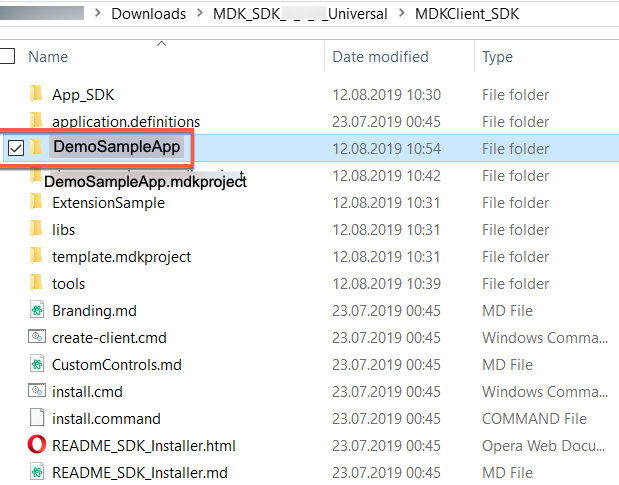 Downloads > MDK_SDK_ Universal > MDKClient_SDK
Name Date modified Type
App_SDK 12.08.2019 10:30 File folder
application.definitions 23.07.2019 00:45 File folder
DemoSampleApp 12.08.2019 10:54 File folder
DemoSampleApp.mdkproject 12.08.2019 10:42 File folder
ExtensionSample 12.08.2019 10:31 File folder
libs 12.08.2019 10:31 File folder
template.mdkproject 12.08.2019 10:31 File folder
tools 12.08.2019 10:39 File folder
Branding.md 23.07.2019 00:45 MD File
create-client.cmd 23.07.2019 00:45 Windows Comma...
CustomControls.md 23.07.2019 00:45 MD File
install.cmd 23.07.2019 00:45 Windows Comma...
install.command 23.07.2019 00:45 COMMAND File
README_SDK_Installer.html 23.07.2019 00:45 Opera Web Docu...
README_SDK_Installer.md 23.07.2019 00:45 MD File